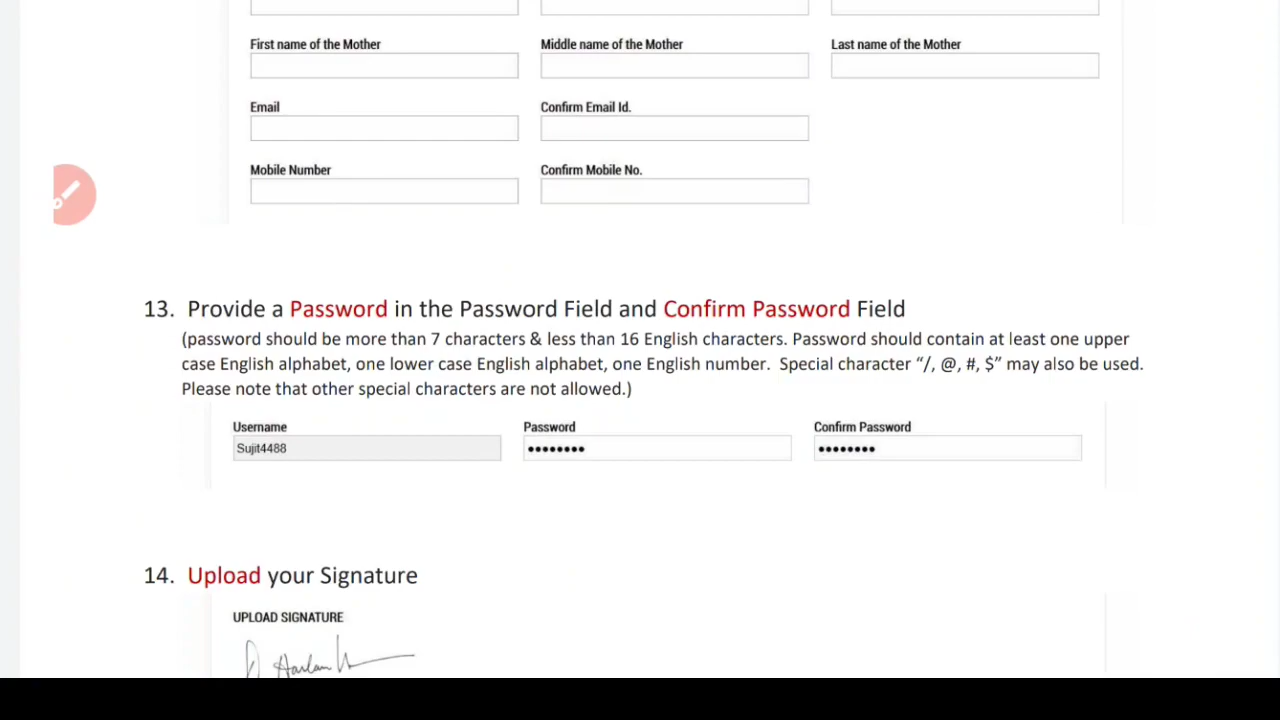 First name of the Mother Middle name of the Mother Last name of the Mother
Email Confirm Email Id.
Mobile Number Confirm Mobile No.
13. Provide a Password in the Password Field and Confirm Password Field
(password should be more than 7 characters & less than 16 English characters. Password should contain at least one upper
case English alphabet, one lower case English alphabet, one English number. Special character “/, @, #, $” may also be used.
Please note that other special characters are not allowed.)
Username Password Confirm Password
Sujit4488 •••••••• ••••••••
14. Upload your Signature
UPLOAD SIGNATURE